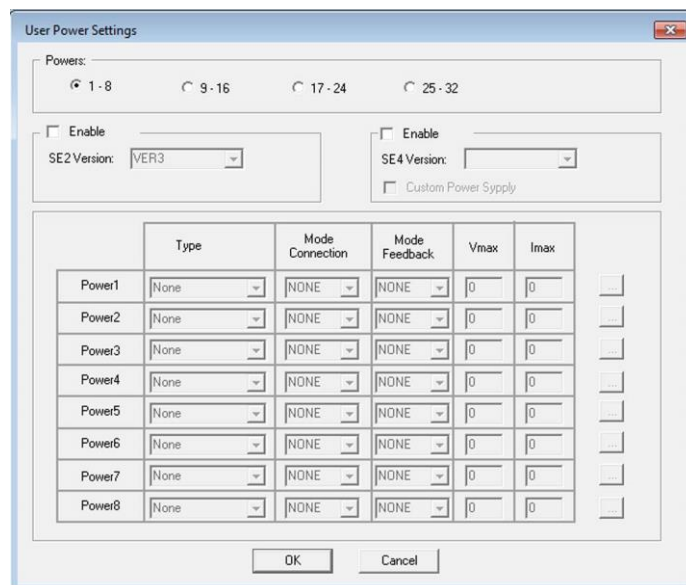 User Power Settings
Powers:
1 - 8 9 - 16 17 - 24 25 - 32
Enable
SE2 Version: VER3
Enable
SE4 Version:
Custom Power Sypply
Type Mode Connection Mode Feedback Vmax Imax
Power1 None NONE NONE 0 0 ...
Power2 None NONE NONE 0 0 ...
Power3 None NONE NONE 0 0 ...
Power4 None NONE NONE 0 0 ...
Power5 None NONE NONE 0 0 ...
Power6 None NONE NONE 0 0 ...
Power7 None NONE NONE 0 0 ...
Power8 None NONE NONE 0 0 ...
OK Cancel